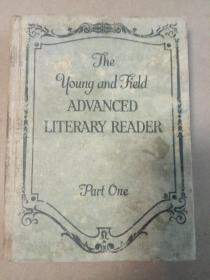 The
Young and Field
ADVANCED
LITERARY READER
Part One